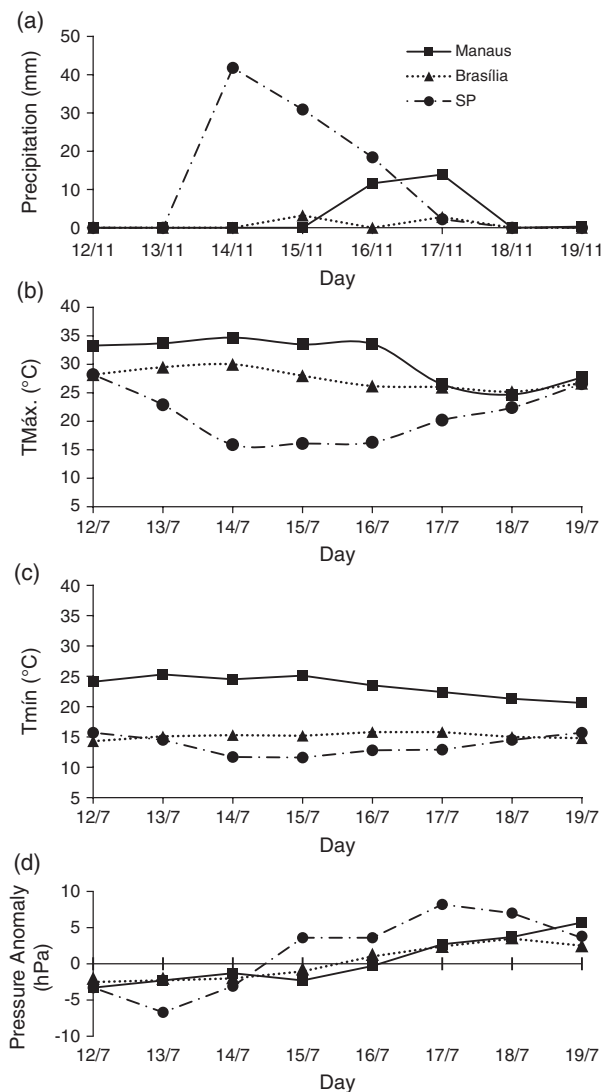 (a)
50
40
30
20
10
0
Precipitation (mm)
Manaus
Brasília
SP
12/11 13/11 14/11 15/11 16/11 17/11 18/11 19/11
Day
(b)
40
35
30
25
20
15
10
5
TMáx. (°C)
12/7 13/7 14/7 15/7 16/7 17/7 18/7 19/7
Day
(c)
40
35
30
25
20
15
10
5
Tmín (°C)
12/7 13/7 14/7 15/7 16/7 17/7 18/7 19/7
Day
(d)
10
5
0
-5
-10
Pressure Anomaly
(hPa)
12/7 13/7 14/7 15/7 16/7 17/7 18/7 19/7
Day